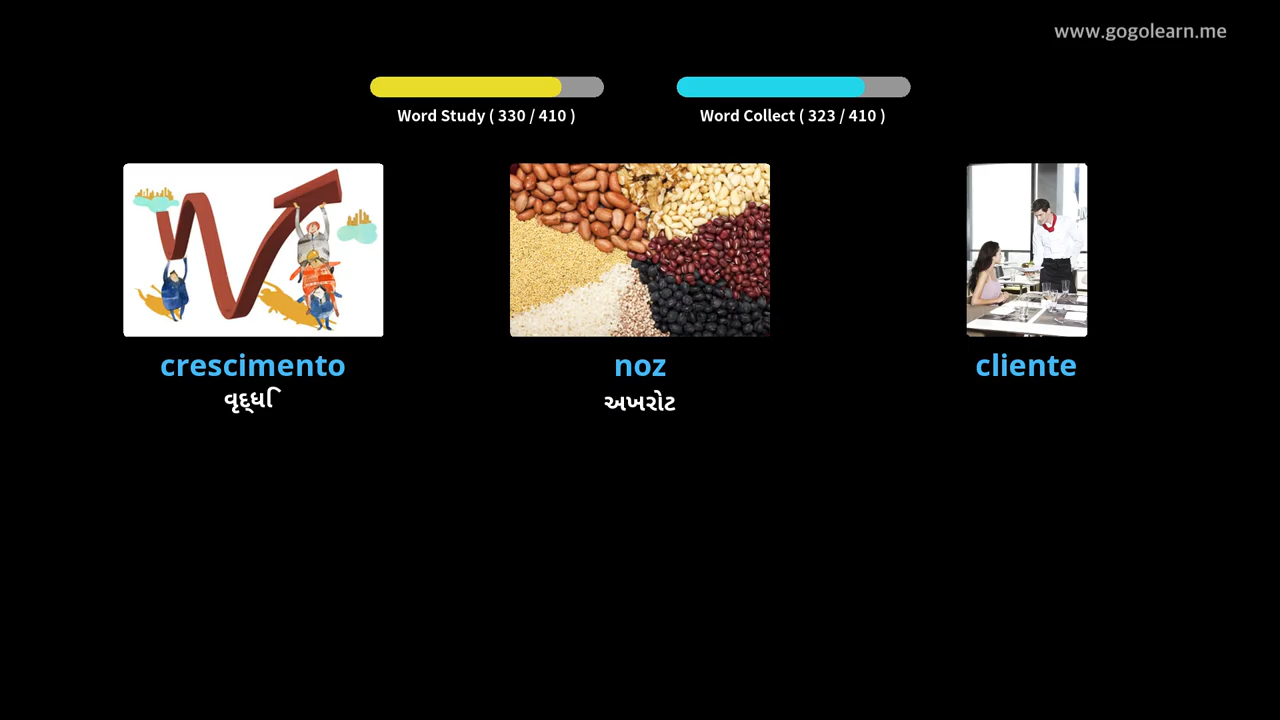 www.gogolearn.me
Word Study ( 330 / 410 )
Word Collect ( 323 / 410 )
crescimento
noz
cliente
વૃદ્ધિ
અખરોટ